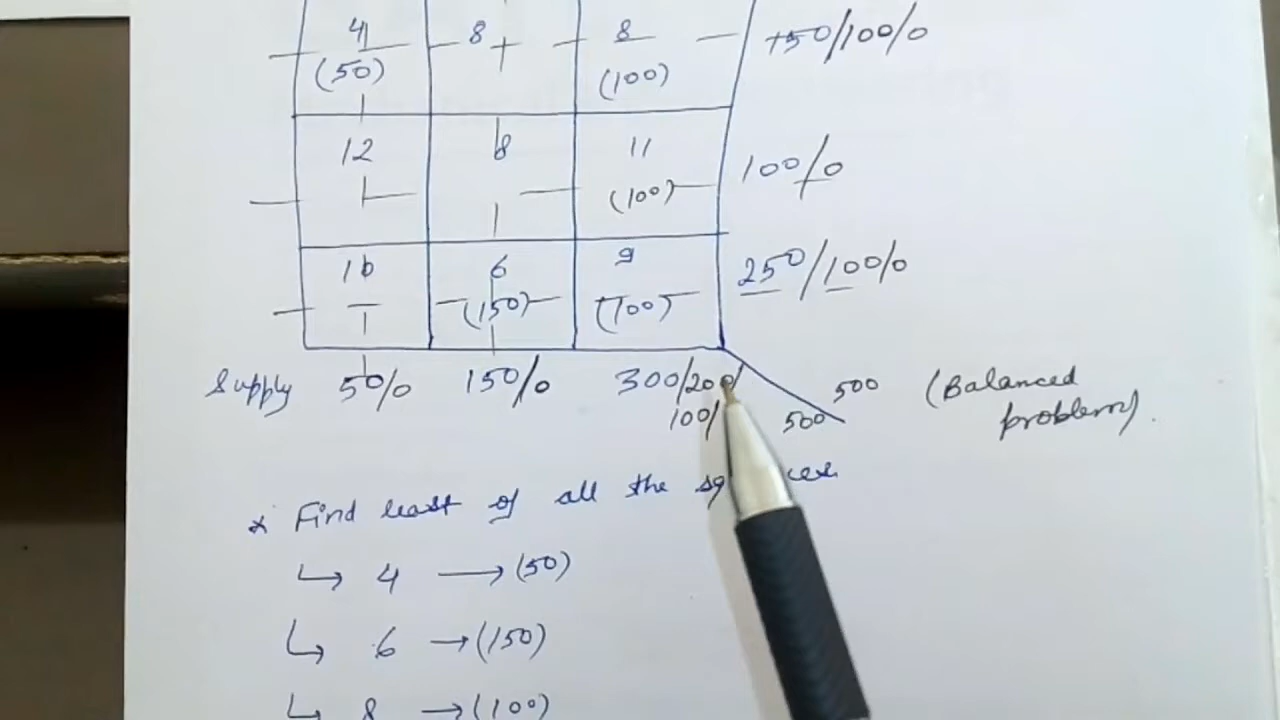 4 8 8 150/100/0
(50) (100)
12 8 11 100/0
(100)
16 6 9 250/100/0
(150) (100)
Supply 50/0 150/0 300/200/ 500 (Balanced
100/ 500 problem).
* Find least of all the
↳ 4 → (50)
↳ 6 → (150)
↳ 8 → (100)